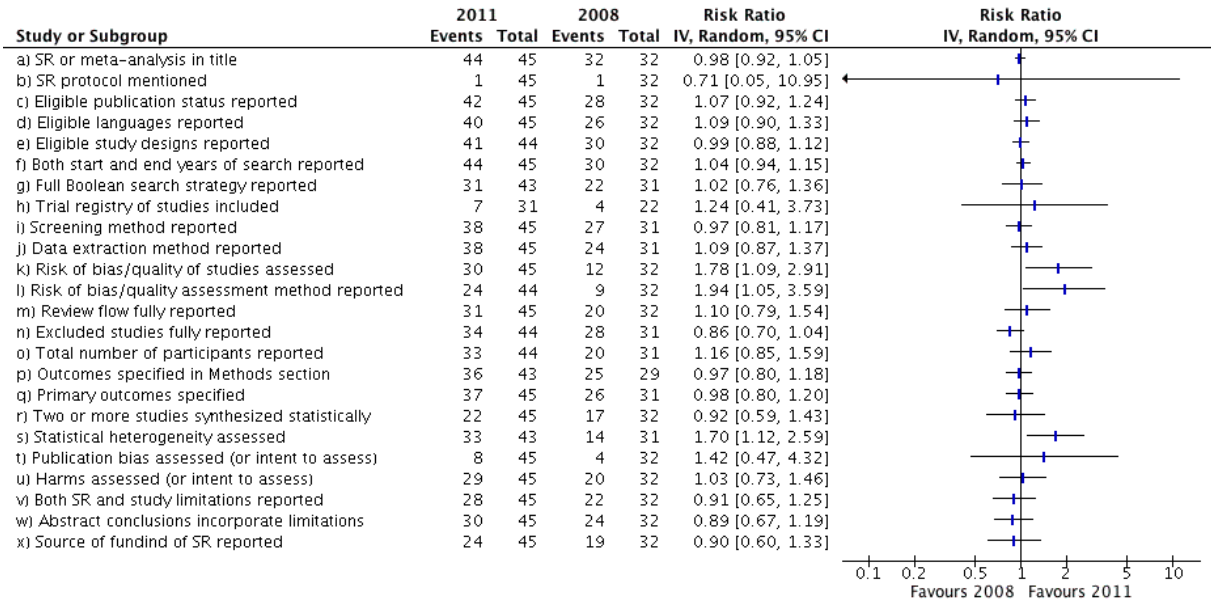 2011 2008 Risk Ratio Risk Ratio
Study or Subgroup Events Total Events Total IV, Random, 95% CI IV, Random, 95% CI
a) SR or meta-analysis in title 44 45 32 32 0.98 [0.92, 1.05]
b) SR protocol mentioned 1 45 1 32 0.71 [0.05, 10.95]
c) Eligible publication status reported 42 45 28 32 1.07 [0.92, 1.24]
d) Eligible languages reported 40 45 26 32 1.09 [0.90, 1.33]
e) Eligible study designs reported 41 44 30 32 0.99 [0.88, 1.12]
f) Both start and end years of search reported 44 45 30 32 1.04 [0.94, 1.15]
g) Full Boolean search strategy reported 31 43 22 31 1.02 [0.76, 1.36]
h) Trial registry of studies included 7 31 4 22 1.24 [0.41, 3.73]
i) Screening method reported 38 45 27 31 0.97 [0.81, 1.17]
j) Data extraction method reported 38 45 24 31 1.09 [0.87, 1.37]
k) Risk of bias/quality of studies assessed 30 45 12 32 1.78 [1.09, 2.91]
l) Risk of bias/quality assessment method reported 24 44 9 32 1.94 [1.05, 3.59]
m) Review flow fully reported 31 45 20 32 1.10 [0.79, 1.54]
n) Excluded studies fully reported 34 44 28 31 0.86 [0.70, 1.04]
o) Total number of participants reported 33 44 20 31 1.16 [0.85, 1.59]
p) Outcomes specified in Methods section 36 43 25 29 0.97 [0.80, 1.18]
q) Primary outcomes specified 37 45 26 31 0.98 [0.80, 1.20]
r) Two or more studies synthesized statistically 22 45 17 32 0.92 [0.59, 1.43]
s) Statistical heterogeneity assessed 33 43 14 31 1.70 [1.12, 2.59]
t) Publication bias assessed (or intent to assess) 8 45 4 32 1.42 [0.47, 4.32]
u) Harms assessed (or intent to assess) 29 45 20 32 1.03 [0.73, 1.46]
v) Both SR and study limitations reported 28 45 22 32 0.91 [0.65, 1.25]
w) Abstract conclusions incorporate limitations 30 45 24 32 0.89 [0.67, 1.19]
x) Source of fundind of SR reported 24 45 19 32 0.90 [0.60, 1.33]
0.1 0.2 0.5 1 2 5 10
Favours 2008 Favours 2011